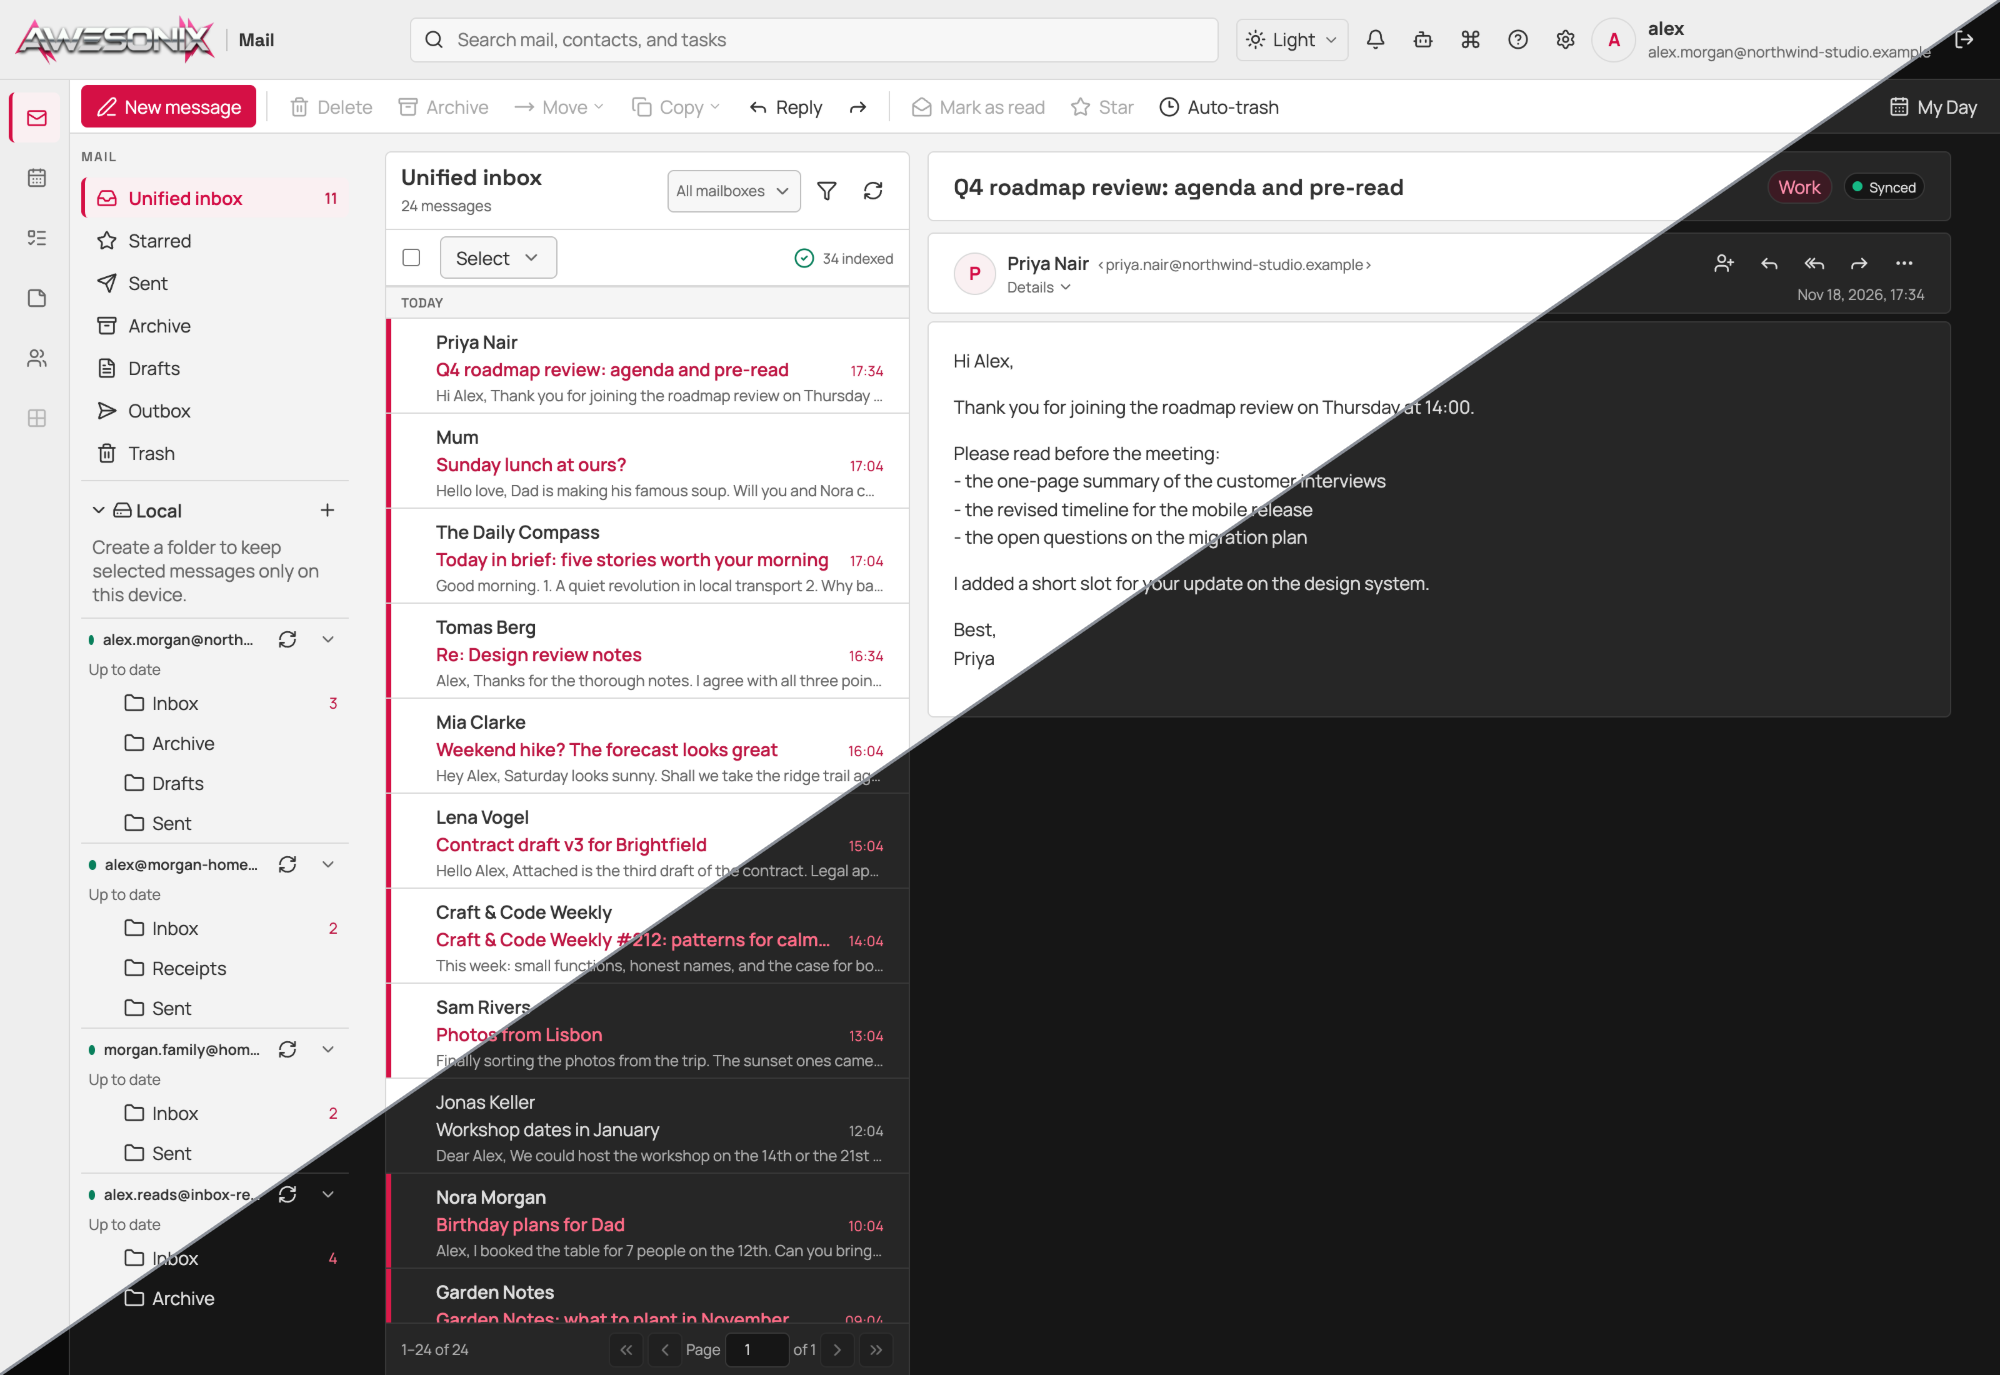 AWESONIX
Mail
Search mail, contacts, and tasks
Light
A
alex
alex.morgan@northwind-studio.example
New message
Delete
Archive
Move
Copy
Reply
Mark as read
Star
Auto-trash
My Day
MAIL
Unified inbox 11
Starred
Sent
Archive
Drafts
Outbox
Trash
Local
Create a folder to keep
selected messages only on
this device.
alex.morgan@north...
Up to date
Inbox 3
Archive
Drafts
Sent
alex@morgan-home...
Up to date
Inbox 2
Receipts
Sent
morgan.family@hom...
Up to date
Inbox 2
Sent
alex.reads@inbox-re...
Up to date
Inbox 4
Archive
Unified inbox
24 messages
All mailboxes
Select
34 indexed
TODAY
Priya Nair
Q4 roadmap review: agenda and pre-read 17:34
Hi Alex, Thank you for joining the roadmap review on Thursday ...
Mum
Sunday lunch at ours? 17:04
Hello love, Dad is making his famous soup. Will you and Nora c...
The Daily Compass
Today in brief: five stories worth your morning 17:04
Good morning. 1. A quiet revolution in local transport 2. Why ba...
Tomas Berg
Re: Design review notes 16:34
Alex, Thanks for the thorough notes. I agree with all three poin...
Mia Clarke
Weekend hike? The forecast looks great 16:04
Hey Alex, Saturday looks sunny. Shall we take the ridge trail ag...
Lena Vogel
Contract draft v3 for Brightfield 15:04
Hello Alex, Attached is the third draft of the contract. Legal ap...
Craft & Code Weekly
Craft & Code Weekly #212: patterns for calm... 14:04
This week: small functions, honest names, and the case for bo...
Sam Rivers
Photos from Lisbon 13:04
Finally sorting the photos from the trip. The sunset ones came...
Jonas Keller
Workshop dates in January 12:04
Dear Alex, We could host the workshop on the 14th or the 21st ...
Nora Morgan
Birthday plans for Dad 10:04
Alex, I booked the table for 7 people on the 12th. Can you bring...
Garden Notes
Garden Notes: what to plant in November 09:04
1–24 of 24
Page 1 of 1
Q4 roadmap review: agenda and pre-read
Work
Synced
P
Priya Nair <priya.nair@northwind-studio.example>
Details
Nov 18, 2026, 17:34
Hi Alex,
Thank you for joining the roadmap review on Thursday at 14:00.
Please read before the meeting:
- the one-page summary of the customer interviews
- the revised timeline for the mobile release
- the open questions on the migration plan
I added a short slot for your update on the design system.
Best,
Priya